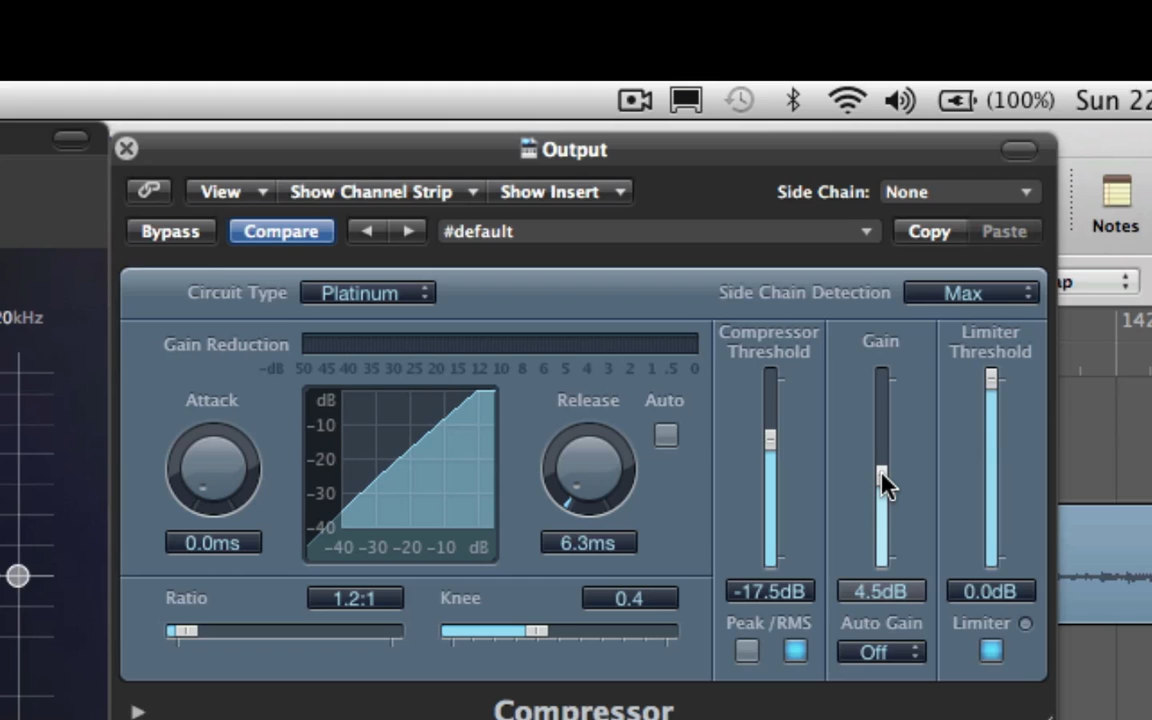 (100%) Sun 22
Output
View Show Channel Strip Show Insert Side Chain: None
Bypass Compare #default Copy Paste
Notes
Circuit Type Platinum Side Chain Detection Max
0kHz
142
Gain Reduction
-dB 50 45 40 35 30 25 20 15 12 10 8 6 5 4 3 2 1 .5 0
Compressor Threshold
Gain
Limiter Threshold
Attack
Release Auto
dB
-10
-20
-30
-40
-40 -30 -20 -10 dB
0.0ms
6.3ms
-17.5dB 4.5dB 0.0dB
Ratio 1.2:1 Knee 0.4
Peak /RMS Auto Gain Limiter
Off
Compressor